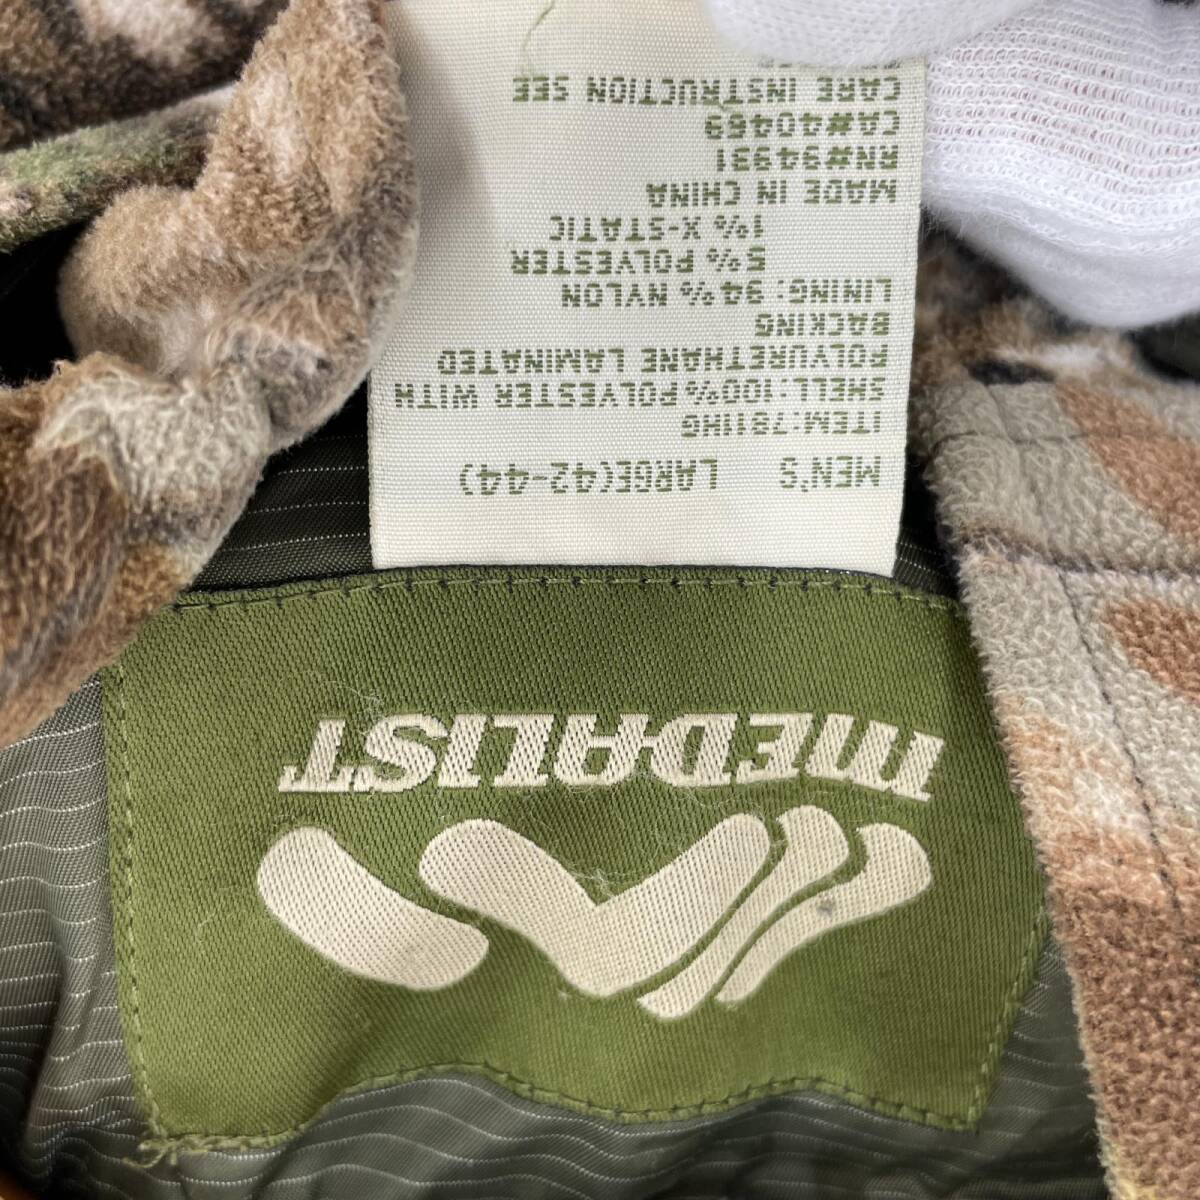 MEDALIST
MEN'S LARGE(42-44)
ITEM:7811HG
SHELL:100%POLYESTER WITH
POLYURETHANE LAMINATED
BACKING
LINING: 94% NYLON
5% POLYESTER
1% X-STATIC
MADE IN CHINA
RN#94931
CA#40469
CARE INSTRUCTION SEE